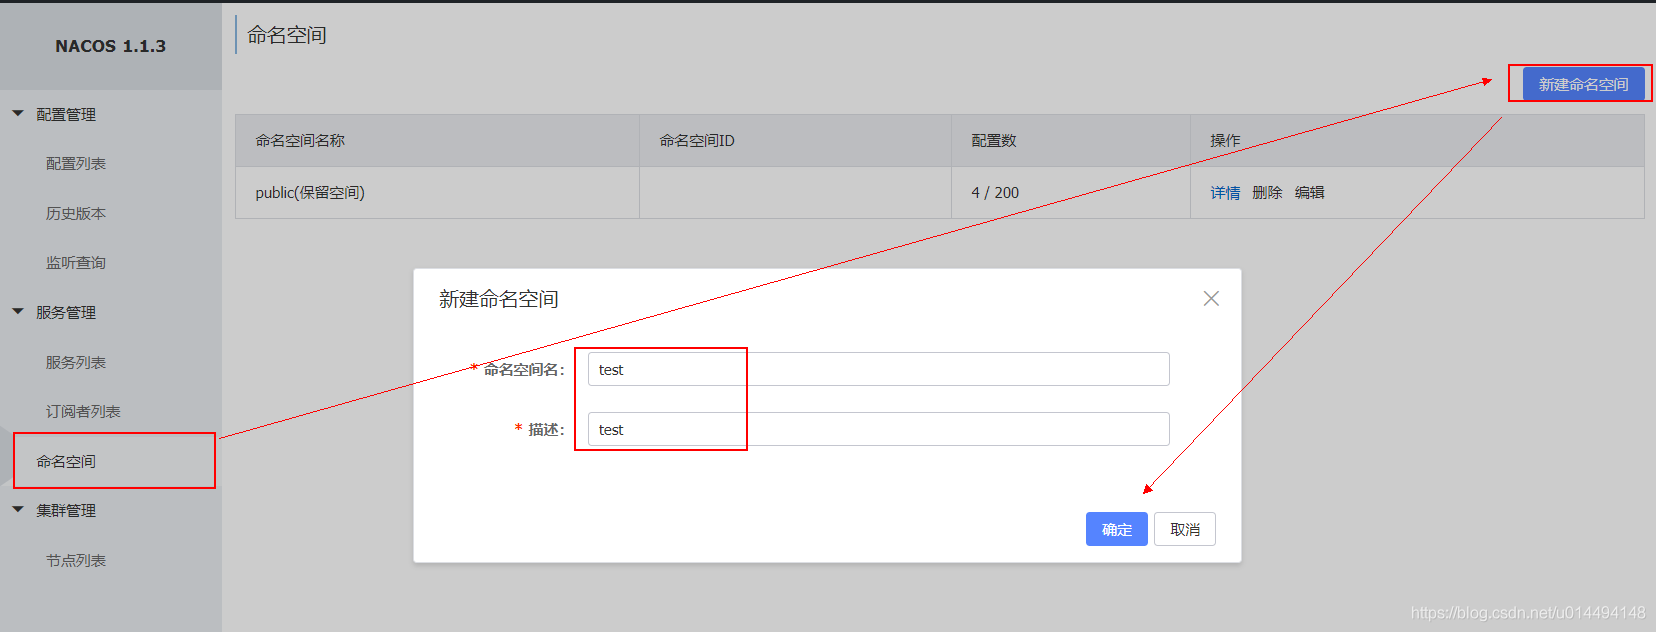 NACOS 1.1.3
配置管理
配置列表
历史版本
监听查询
服务管理
服务列表
订阅者列表
命名空间
集群管理
节点列表
命名空间
新建命名空间
命名空间名称 命名空间ID 配置数 操作
public(保留空间) 4 / 200 详情 删除 编辑
新建命名空间
* 命名空间名： test
* 描述： test
确定 取消
https://blog.csdn.net/u014494148